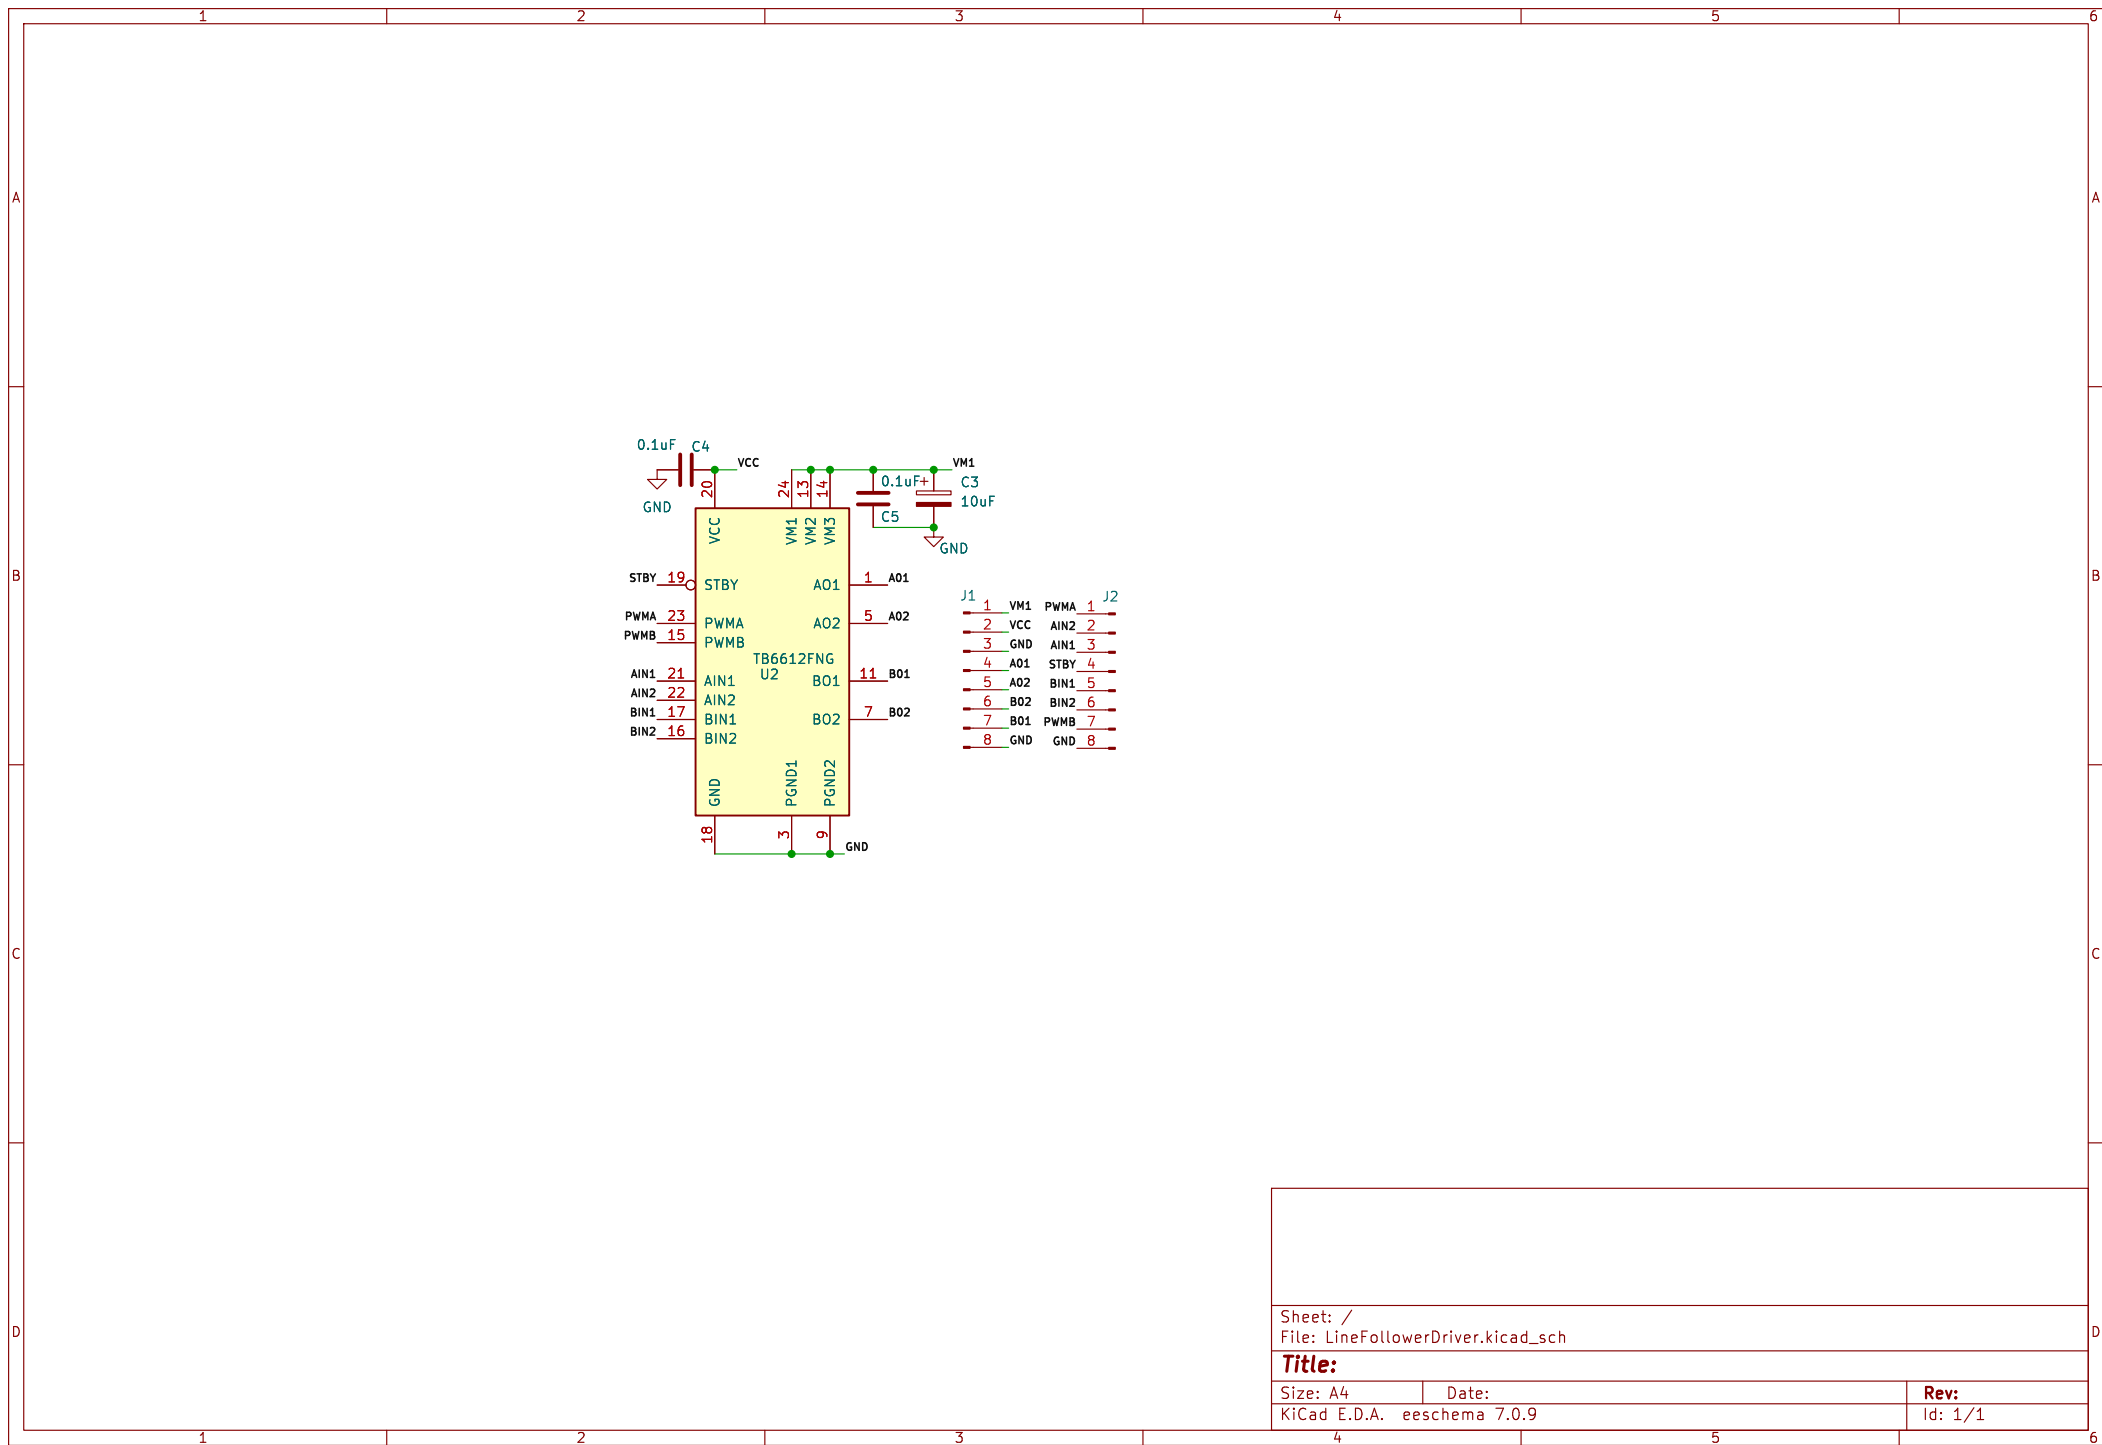 1 2 3 4 5 6
A A
0.1uF C4
VCC
VM1
20 24 13 14
0.1uF + C3
GND
10uF
C5
VCC VM1 VM2 VM3
GND
STBY 19 STBY AO1 1 AO1
PWMA 23 PWMA AO2 5 AO2
PWMB 15 PWMB
TB6612FNG
U2
AIN1 21 AIN1 BO1 11 BO1
AIN2 22 AIN2
BIN1 17 BIN1 BO2 7 BO2
BIN2 16 BIN2
GND PGND1 PGND2
18 3 9
GND
B B
J1 J2
1 VM1 PWMA 1
2 VCC AIN2 2
3 GND AIN1 3
4 AO1 STBY 4
5 AO2 BIN1 5
6 BO2 BIN2 6
7 BO1 PWMB 7
8 GND GND 8
C C
D D
Sheet: /
File: LineFollowerDriver.kicad_sch
Title:
Size: A4 Date: Rev:
KiCad E.D.A. eeschema 7.0.9 Id: 1/1
1 2 3 4 5 6